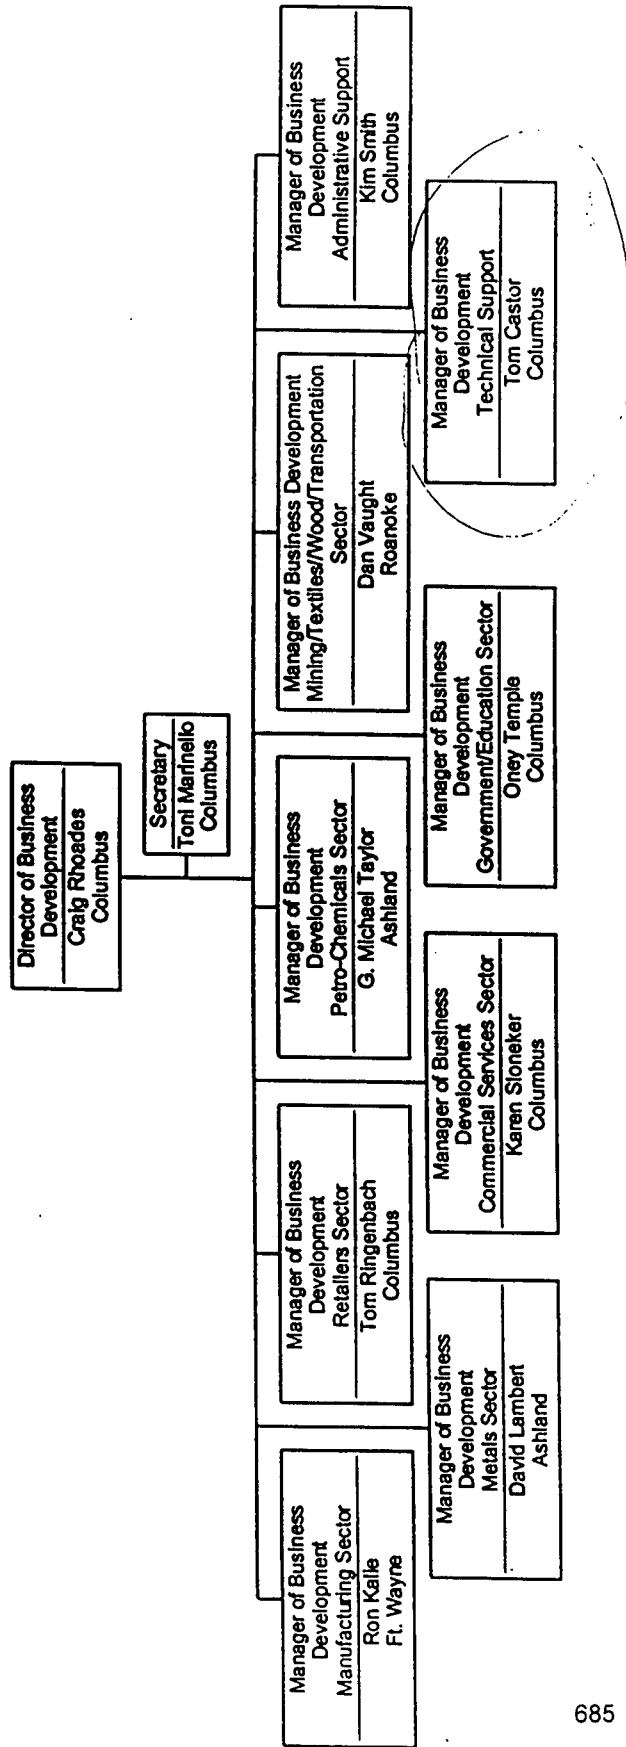 Director of Business
Development
Craig Rhoades
Columbus
Secretary
Toni Marinello
Columbus
Manager of Business
Development
Manufacturing Sector
Ron Kalle
Ft. Wayne
Manager of Business
Development
Retailers Sector
Tom Ringenbach
Columbus
Manager of Business
Development
Petro-Chemicals Sector
G. Michael Taylor
Ashland
Manager of Business Development
Mining/Textiles/Wood/Transportation
Sector
Dan Vaught
Roanoke
Manager of Business
Development
Administrative Support
Kim Smith
Columbus
Manager of Business
Development
Metals Sector
David Lambert
Ashland
Manager of Business
Development
Commercial Services Sector
Karen Sloneker
Columbus
Manager of Business
Development
Government/Education Sector
Oney Temple
Columbus
Manager of Business
Development
Technical Support
Tom Castor
Columbus
685